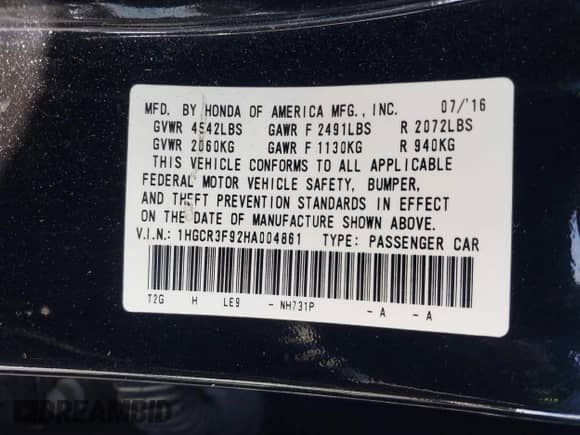 MFD. BY HONDA OF AMERICA MFG., INC. 07/'16
GVWR 4542LBS GAWR F 2491LBS R 2072LBS
GVWR 2060KG GAWR F 1130KG R 940KG
THIS VEHICLE CONFORMS TO ALL APPLICABLE
FEDERAL MOTOR VEHICLE SAFETY, BUMPER,
AND THEFT PREVENTION STANDARDS IN EFFECT
ON THE DATE OF MANUFACTURE SHOWN ABOVE.
V.I.N.: 1HGCR3F92HA004861 TYPE: PASSENGER CAR
T2G H LE9 - NH731P - A - A
DREAMBID